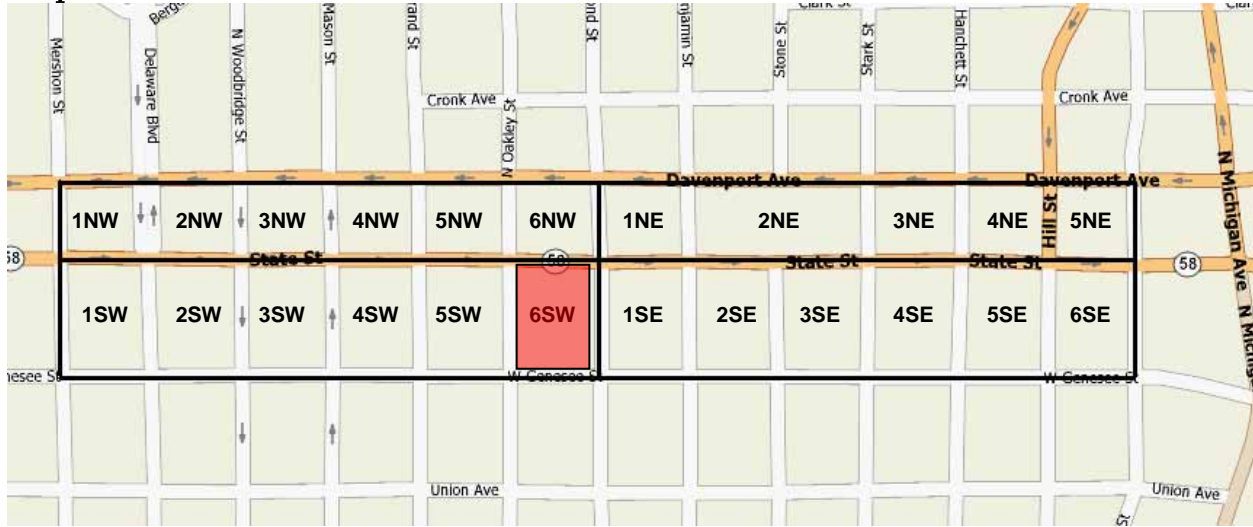 Clark St
Mershon St
Delaware Blvd
N Woodbridge St
Mason St
N Oakley St
Stone St
Stark St
Hanchett St
Cronk Ave
Cronk Ave
N Michigan Ave
Davenport Ave
Davenport Ave
Hill St
1NW 2NW 3NW 4NW 5NW 6NW 1NE 2NE 3NE 4NE 5NE
58
State St
58
State St
State St
58
1SW 2SW 3SW 4SW 5SW 6SW 1SE 2SE 3SE 4SE 5SE 6SE
W Genesee St
W Genesee St
Union Ave
Union Ave